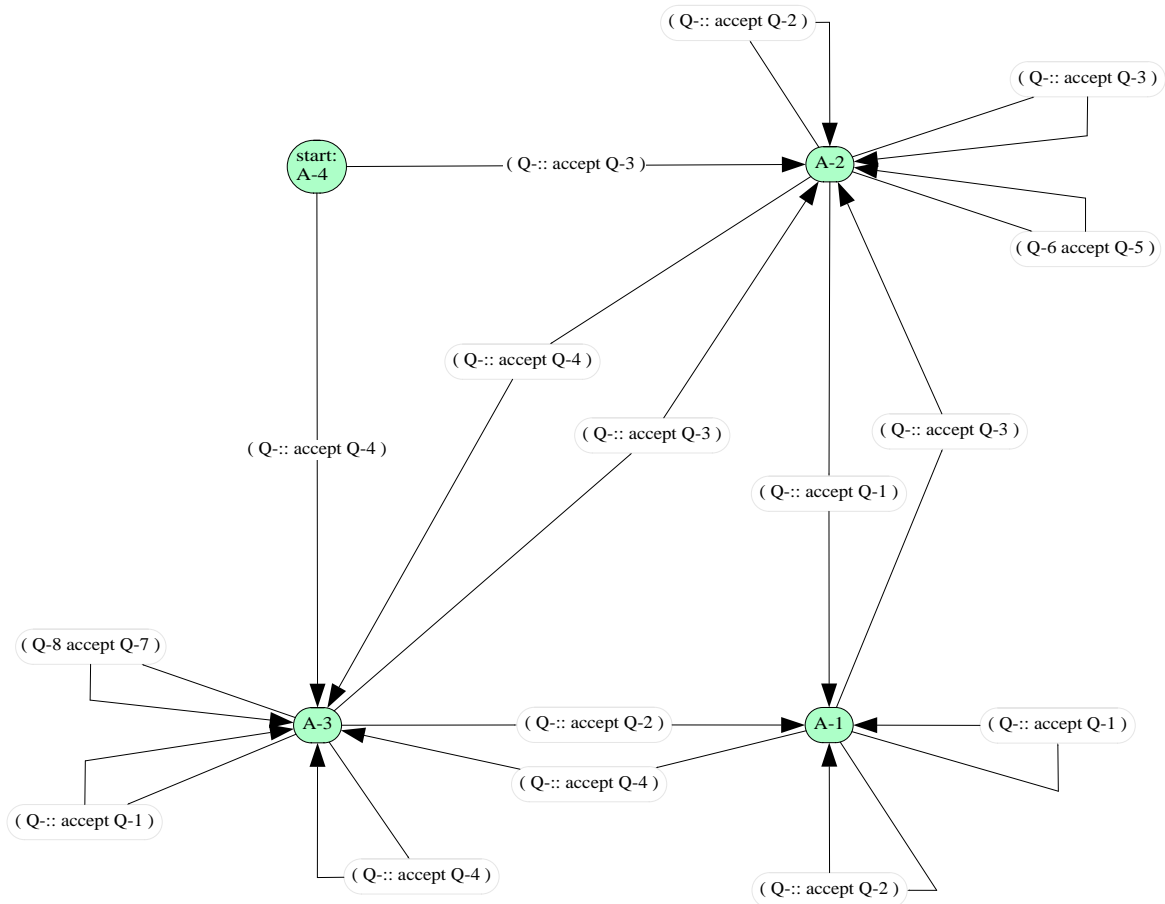 ( Q-:: accept Q-2 )
( Q-:: accept Q-3 )
start:
A-4
( Q-:: accept Q-3 )
A-2
( Q-6 accept Q-5 )
( Q-:: accept Q-4 )
( Q-:: accept Q-3 )
( Q-:: accept Q-3 )
( Q-:: accept Q-4 )
( Q-:: accept Q-1 )
( Q-8 accept Q-7 )
A-3
( Q-:: accept Q-2 )
A-1
( Q-:: accept Q-1 )
( Q-:: accept Q-4 )
( Q-:: accept Q-1 )
( Q-:: accept Q-4 )
( Q-:: accept Q-2 )